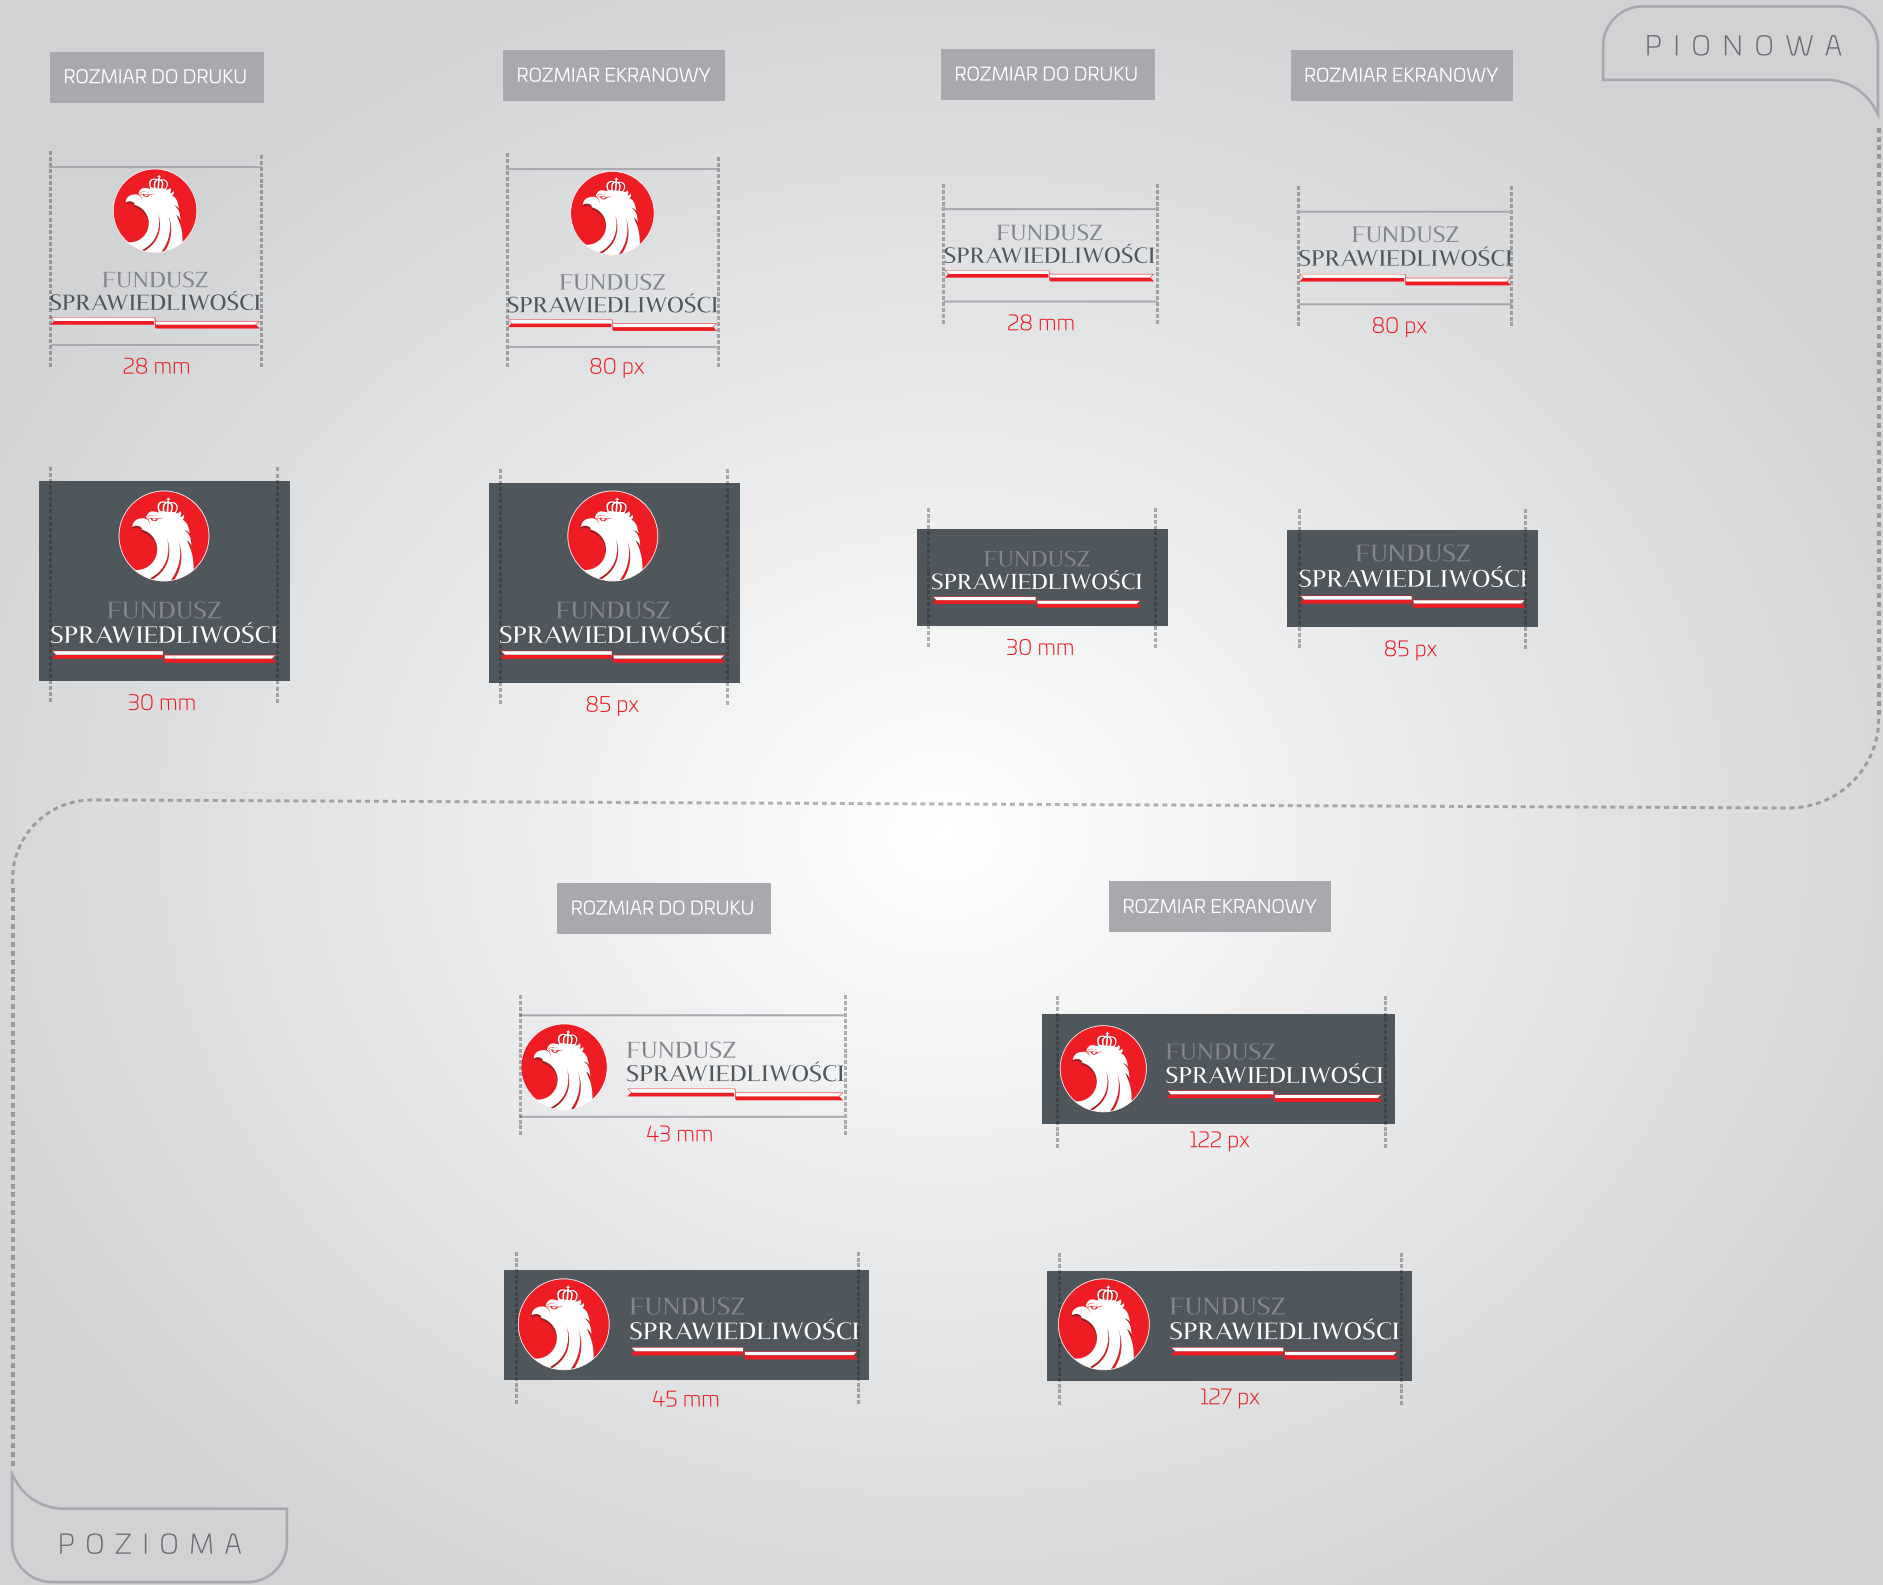 PIONOWA
ROZMIAR DO DRUKU
ROZMIAR EKRANOWY
ROZMIAR DO DRUKU
ROZMIAR EKRANOWY
FUNDUSZ
SPRAWIEDLIWOŚCI
28 mm
FUNDUSZ
SPRAWIEDLIWOŚCI
80 px
FUNDUSZ
SPRAWIEDLIWOŚCI
28 mm
FUNDUSZ
SPRAWIEDLIWOŚCI
80 px
FUNDUSZ
SPRAWIEDLIWOŚCI
30 mm
FUNDUSZ
SPRAWIEDLIWOŚCI
85 px
FUNDUSZ
SPRAWIEDLIWOŚCI
30 mm
FUNDUSZ
SPRAWIEDLIWOŚCI
85 px
ROZMIAR DO DRUKU
ROZMIAR EKRANOWY
FUNDUSZ
SPRAWIEDLIWOŚCI
43 mm
FUNDUSZ
SPRAWIEDLIWOŚCI
122 px
FUNDUSZ
SPRAWIEDLIWOŚCI
45 mm
FUNDUSZ
SPRAWIEDLIWOŚCI
127 px
POZIOMA